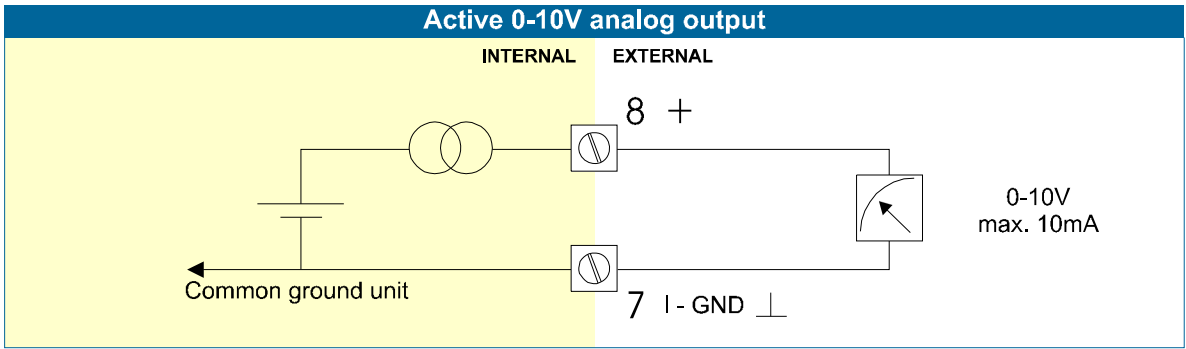 Active 0-10V analog output
INTERNAL EXTERNAL
8 +
0-10V
max. 10mA
Common ground unit
7 I - GND ⊥